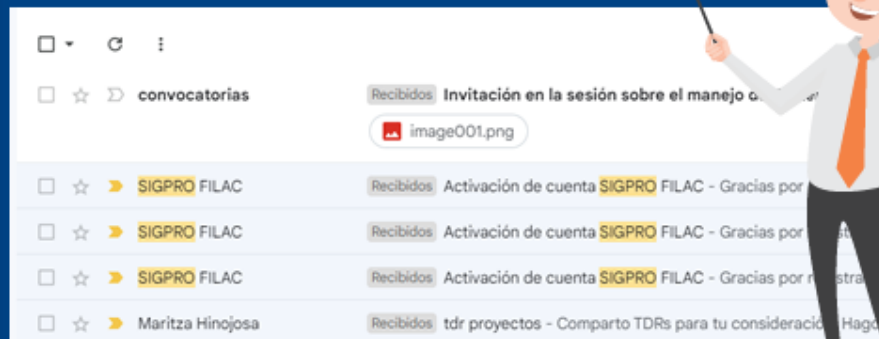 convocatorias Recibidos Invitación en la sesión sobre el manejo
image001.png
SIGPRO FILAC Recibidos Activación de cuenta SIGPRO FILAC - Gracias por
SIGPRO FILAC Recibidos Activación de cuenta SIGPRO FILAC - Gracias por
SIGPRO FILAC Recibidos Activación de cuenta SIGPRO FILAC - Gracias por
Maritza Hinojosa Recibidos tdr proyectos - Comparto TDRs para tu